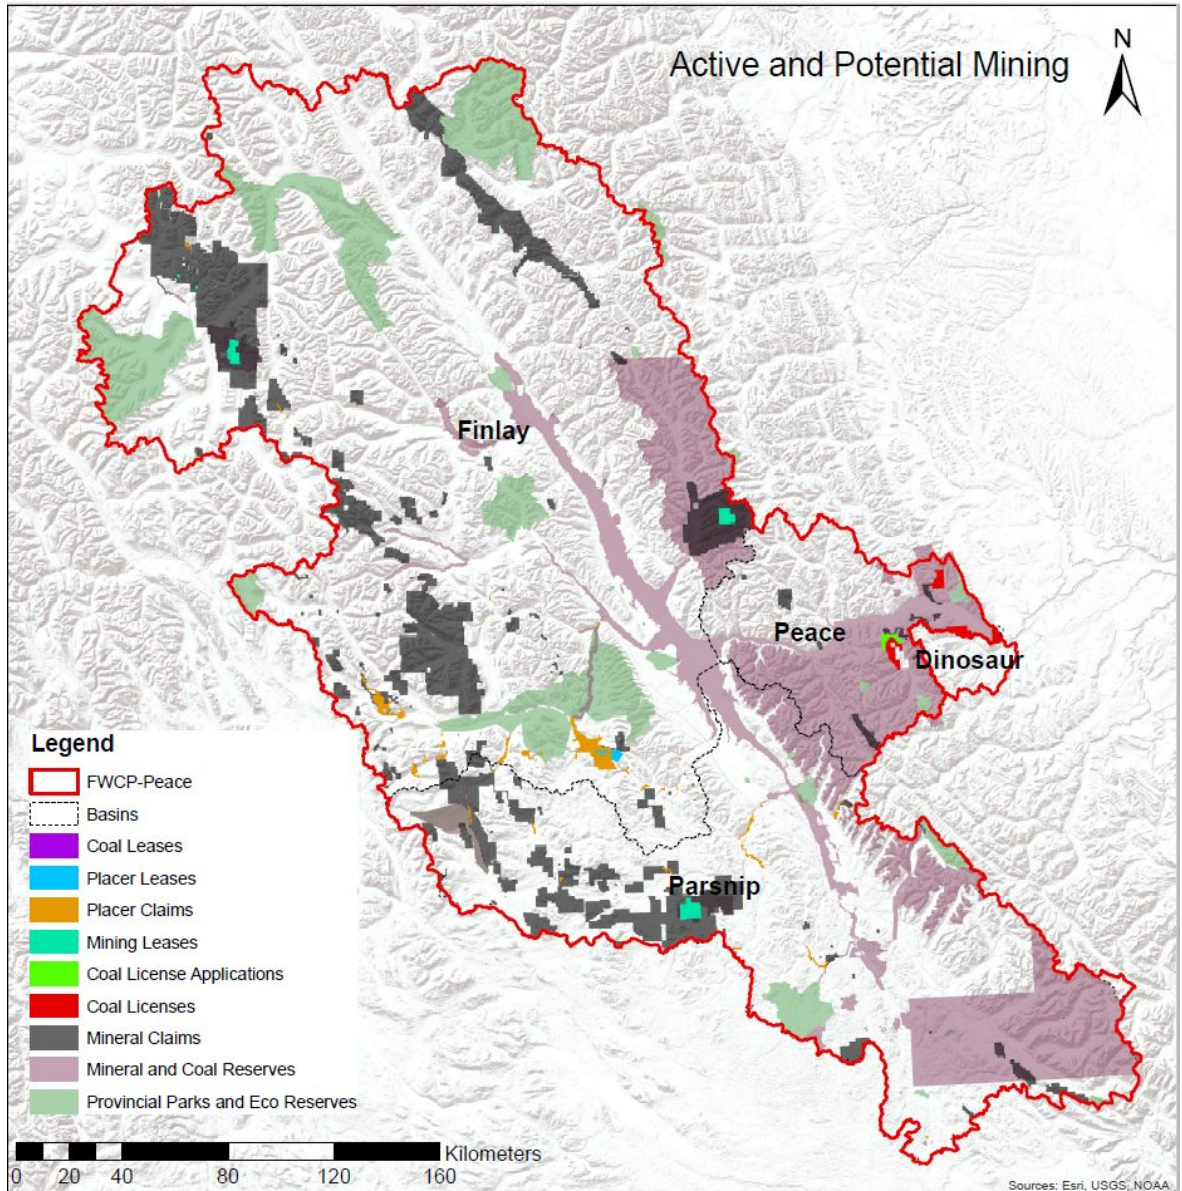 Active and Potential Mining
N
Finlay
Peace
Dinosaur
Parsnip
Legend
FWCP-Peace
Basins
Coal Leases
Placer Leases
Placer Claims
Mining Leases
Coal License Applications
Coal Licenses
Mineral Claims
Mineral and Coal Reserves
Provincial Parks and Eco Reserves
Kilometers
0 20 40 80 120 160
Sources: Esri, USGS, NOAA